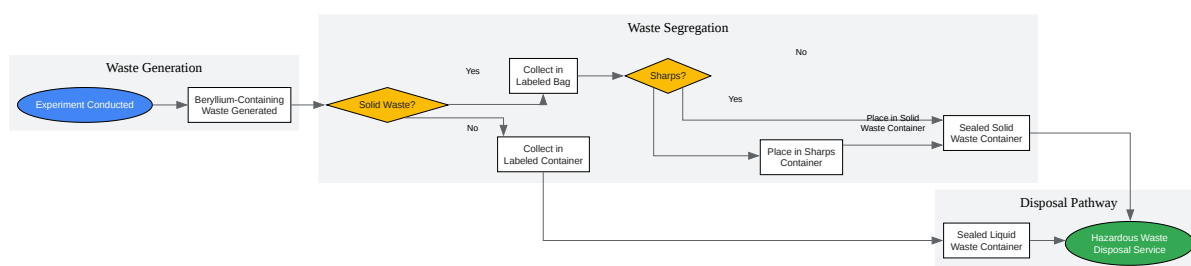 Waste Generation
Experiment Conducted
Beryllium-Containing
Waste Generated
Waste Segregation
Solid Waste?
Yes
No
Collect in
Labeled Bag
Collect in
Labeled Container
Sharps?
No
Yes
Place in Solid
Waste Container
Place in Sharps
Container
Sealed Solid
Waste Container
Disposal Pathway
Sealed Liquid
Waste Container
Hazardous Waste
Disposal Service